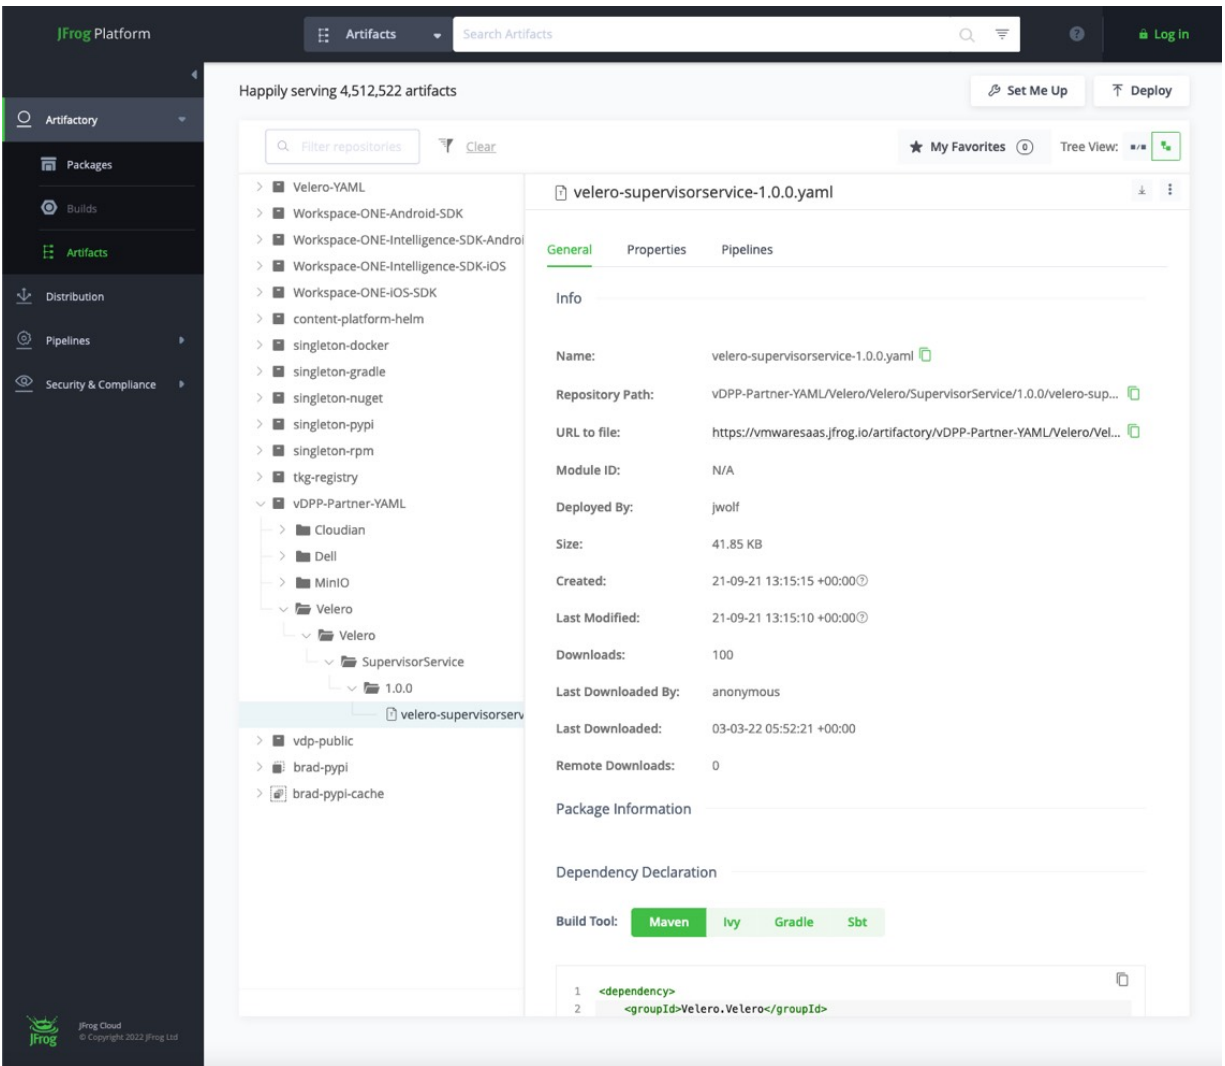 JFrog Platform
Artifacts
Search Artifacts
Log in
Happily serving 4,512,522 artifacts
Set Me Up
Deploy
Artifactory
Packages
Builds
Artifacts
Distribution
Pipelines
Security & Compliance
Filter repositories
Clear
My Favorites 0
Tree View:
Velero-YAML
Workspace-ONE-Android-SDK
Workspace-ONE-Intelligence-SDK-Androi
Workspace-ONE-Intelligence-SDK-iOS
Workspace-ONE-iOS-SDK
content-platform-helm
singleton-docker
singleton-gradle
singleton-nuget
singleton-pypi
singleton-rpm
tkg-registry
vDPP-Partner-YAML
Cloudian
Dell
MinIO
Velero
Velero
SupervisorService
1.0.0
velero-supervisorserv
vdp-public
brad-pypi
brad-pypi-cache
velero-supervisorservice-1.0.0.yaml
General Properties Pipelines
Info
Name: velero-supervisorservice-1.0.0.yaml
Repository Path: vDPP-Partner-YAML/Velero/Velero/SupervisorService/1.0.0/velero-sup...
URL to file: https://vmwaresaas.jfrog.io/artifactory/vDPP-Partner-YAML/Velero/Vel...
Module ID: N/A
Deployed By: jwolf
Size: 41.85 KB
Created: 21-09-21 13:15:15 +00:00
Last Modified: 21-09-21 13:15:10 +00:00
Downloads: 100
Last Downloaded By: anonymous
Last Downloaded: 03-03-22 05:52:21 +00:00
Remote Downloads: 0
Package Information
Dependency Declaration
Build Tool: Maven Ivy Gradle Sbt
1 <dependency>
2 <groupId>Velero.Velero</groupId>
JFrog
JFrog Cloud
© Copyright 2022 JFrog Ltd